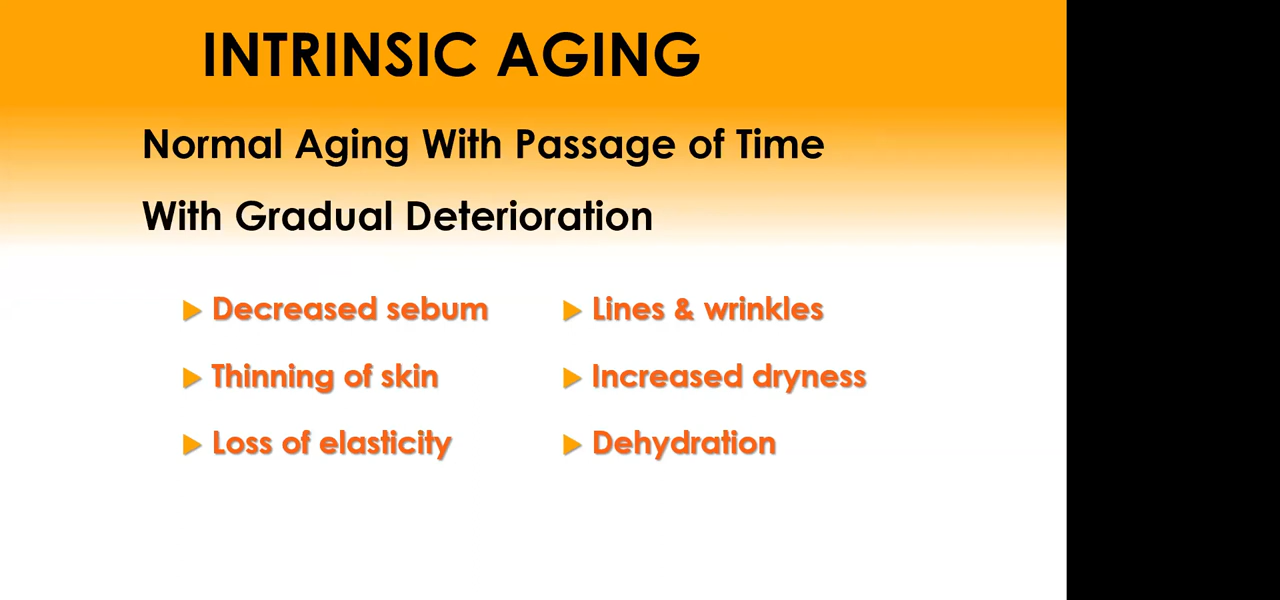 INTRINSIC AGING
Normal Aging With Passage of Time
With Gradual Deterioration
Decreased sebum
Thinning of skin
Loss of elasticity
Lines & wrinkles
Increased dryness
Dehydration